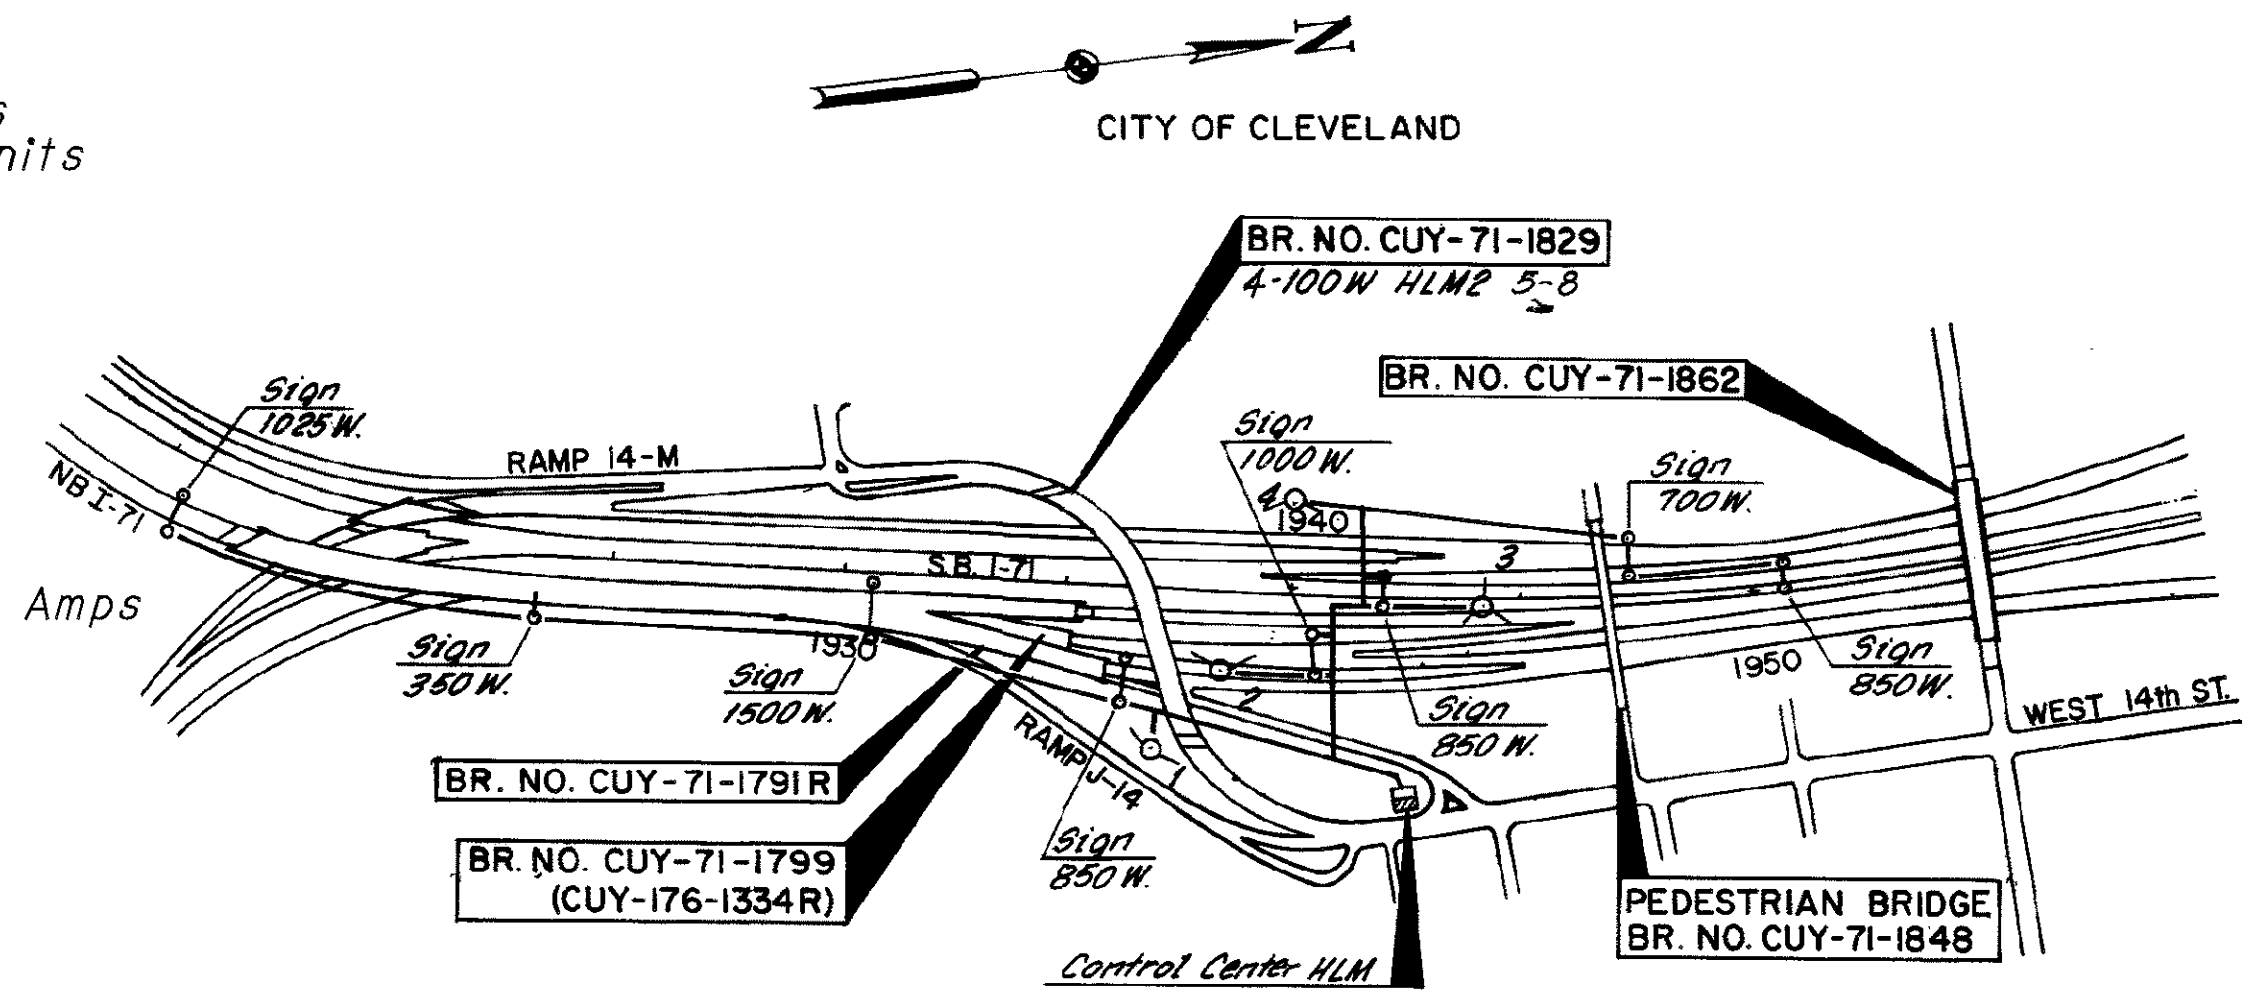 N
CITY OF CLEVELAND
nits
BR. NO. CUY-71-1829
4-100W HLM2 5-8
BR. NO. CUY-71-1862
Sign
1025 W.
Sign
1000 W.
Sign
700 W.
RAMP 14-M
NB I-71
4
1940
3
S.B. I-71
Amps
Sign
350 W.
1930
Sign
1500 W.
2
Sign
850 W.
1950
Sign
850 W.
WEST 14th ST.
RAMP J-14
1
BR. NO. CUY-71-1791R
Sign
850 W.
BR. NO. CUY-71-1799
(CUY-176-1334R)
PEDESTRIAN BRIDGE
BR. NO. CUY-71-1848
Control Center HLM